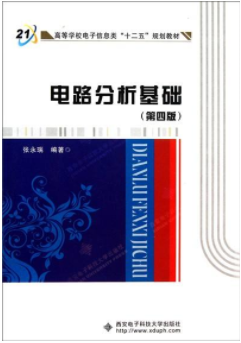 21
高等学校电子信息类“十二五”规划教材
电路分析基础
(第四版)
张永瑞 编著
DIANLUFENXIJICHU
西安电子科技大学出版社
http://www.xduph.com